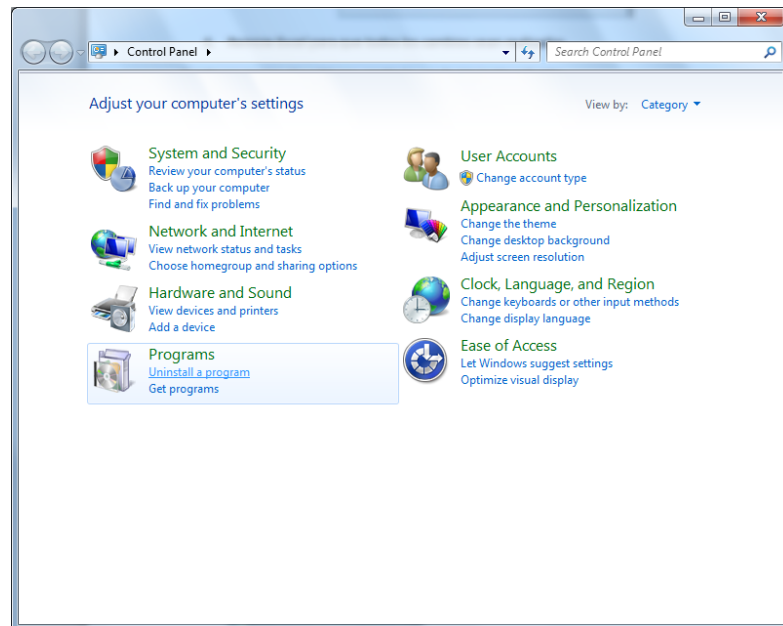 Control Panel
Search Control Panel
Adjust your computer's settings
View by: Category
System and Security
Review your computer's status
Back up your computer
Find and fix problems
Network and Internet
View network status and tasks
Choose homegroup and sharing options
Hardware and Sound
View devices and printers
Add a device
Programs
Uninstall a program
Get programs
User Accounts
Change account type
Appearance and Personalization
Change the theme
Change desktop background
Adjust screen resolution
Clock, Language, and Region
Change keyboards or other input methods
Change display language
Ease of Access
Let Windows suggest settings
Optimize visual display